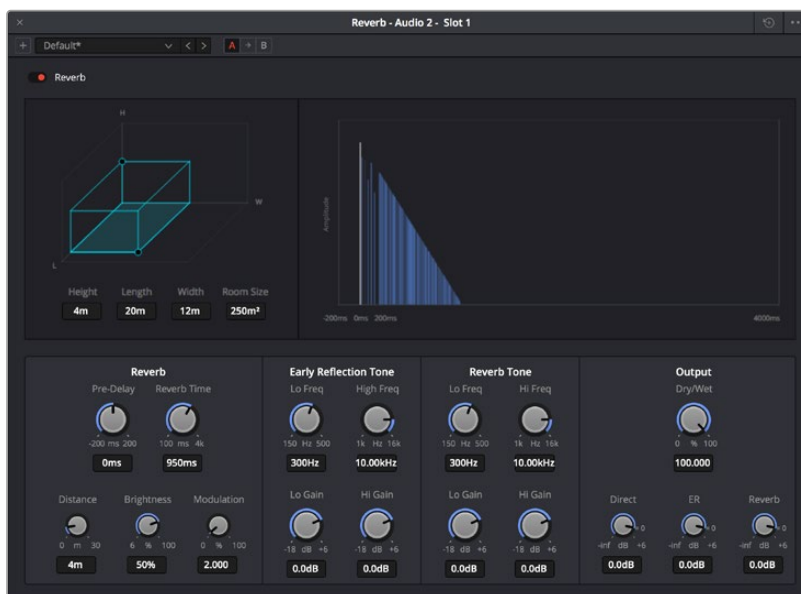 Reverb - Audio 2 - Slot 1
Default*
A B
Reverb
H
W
L
Height Length Width Room Size
4m 20m 12m 250m²
Amplitude
-200ms 0ms 200ms 4000ms
Reverb
Pre-Delay Reverb Time
-200 ms 200 100 ms 4k
0ms 950ms
Distance Brightness Modulation
0 m 30 6 % 100 0 % 100
4m 50% 2.000
Early Reflection Tone
Lo Freq High Freq
150 Hz 500 1k Hz 16k
300Hz 10.00kHz
Lo Gain Hi Gain
-18 dB +6 -18 dB +6
0.0dB 0.0dB
Reverb Tone
Lo Freq Hi Freq
150 Hz 500 1k Hz 16k
300Hz 10.00kHz
Lo Gain Hi Gain
-18 dB +6 -18 dB +6
0.0dB 0.0dB
Output
Dry/Wet
0 % 100
100.000
Direct ER Reverb
0 0 0
-inf dB +6 -inf dB +6 -inf dB +6
0.0dB 0.0dB 0.0dB